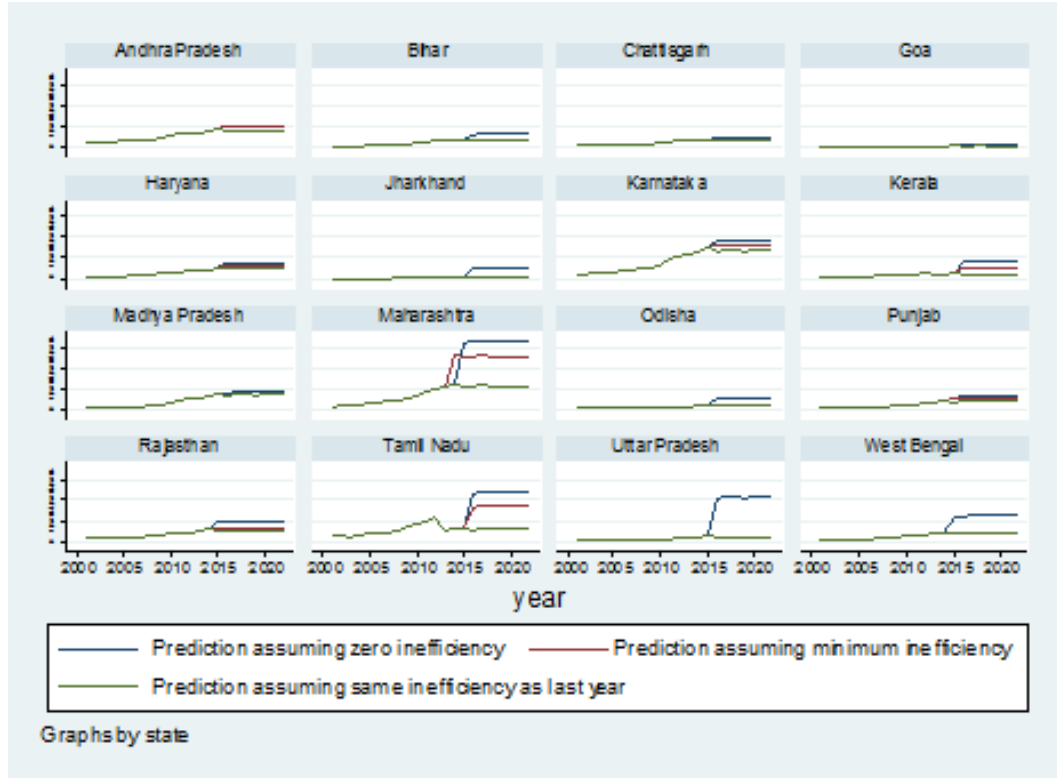 Andhra Pradesh Bihar Chattisgarh Goa
Haryana Jharkhand Karnataka Kerala
Madhya Pradesh Maharashtra Odisha Punjab
Rajasthan Tamil Nadu Uttar Pradesh West Bengal
2000 2005 2010 2015 2020 2000 2005 2010 2015 2020 2000 2005 2010 2015 2020 2000 2005 2010 2015 2020
year
Prediction assuming zero inefficiency Prediction assuming minimum inefficiency
Prediction assuming same inefficiency as last year
Graphs by state